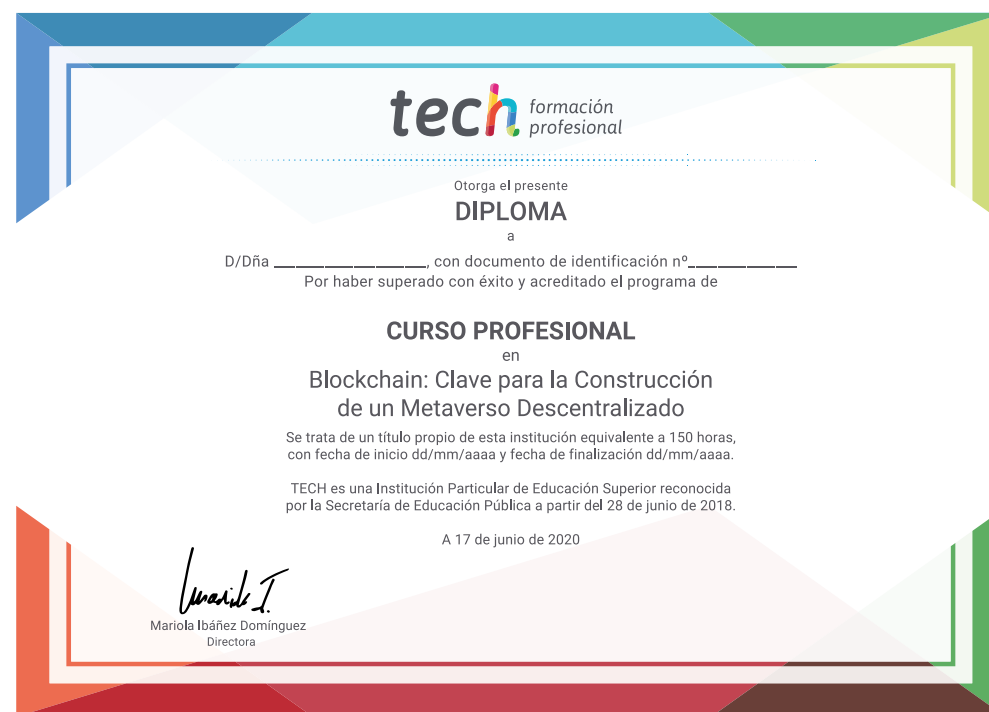 tech formación
profesional
Otorga el presente
DIPLOMA
a
D/Dña ____________________, con documento de identificación nº______________
Por haber superado con éxito y acreditado el programa de
CURSO PROFESIONAL
en
Blockchain: Clave para la Construcción
de un Metaverso Descentralizado
Se trata de un título propio de esta institución equivalente a 150 horas,
con fecha de inicio dd/mm/aaaa y fecha de finalización dd/mm/aaaa.
TECH es una Institución Particular de Educación Superior reconocida
por la Secretaría de Educación Pública a partir del 28 de junio de 2018.
A 17 de junio de 2020
Mariola Ibáñez Domínguez
Directora